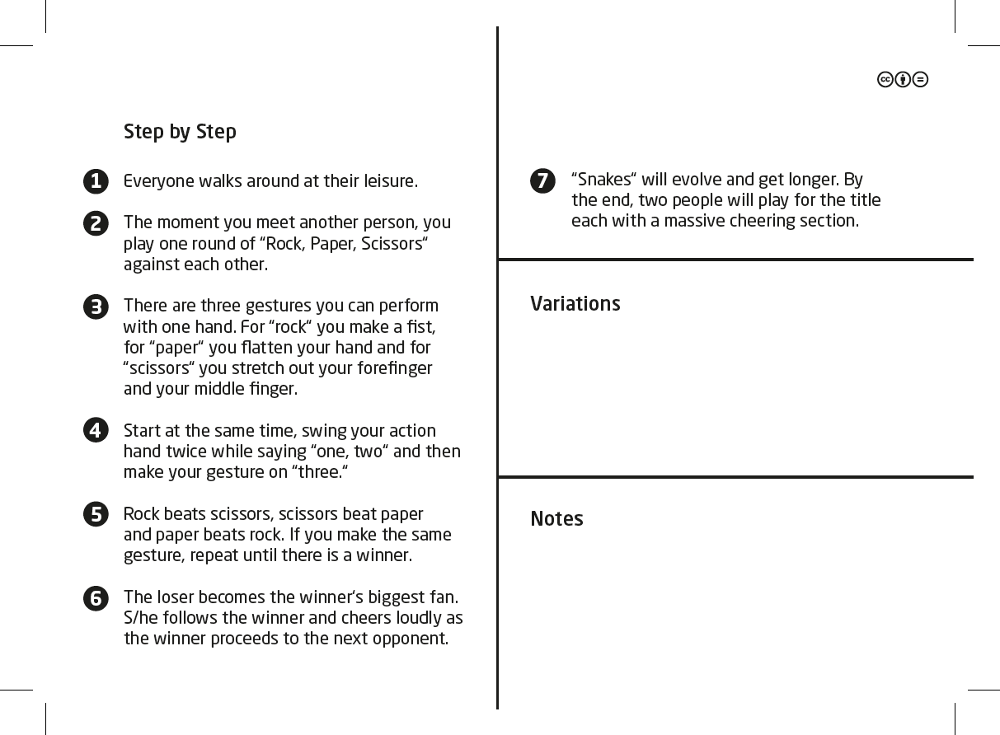 Step by Step
1 Everyone walks around at their leisure.
2 The moment you meet another person, you
play one round of “Rock, Paper, Scissors“
against each other.
3 There are three gestures you can perform
with one hand. For “rock“ you make a fist,
for “paper“ you flatten your hand and for
“scissors“ you stretch out your forefinger
and your middle finger.
4 Start at the same time, swing your action
hand twice while saying “one, two“ and then
make your gesture on “three.“
5 Rock beats scissors, scissors beat paper
and paper beats rock. If you make the same
gesture, repeat until there is a winner.
6 The loser becomes the winner‘s biggest fan.
S/he follows the winner and cheers loudly as
the winner proceeds to the next opponent.
cc
7 “Snakes“ will evolve and get longer. By
the end, two people will play for the title
each with a massive cheering section.
Variations
Notes